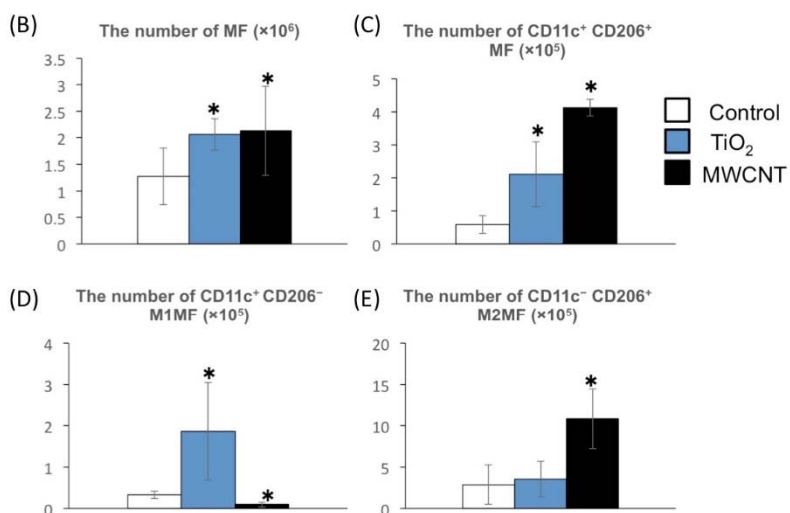 (B)
The number of MF (×10⁶)
3.5
3
2.5
2
1.5
1
0.5
0
*
*
(C)
The number of CD11c⁺ CD206⁺
MF (×10⁵)
5
4
3
2
1
0
*
*
Control
TiO₂
MWCNT
(D)
The number of CD11c⁺ CD206⁻
M1MF (×10⁵)
4
3
2
1
0
*
*
(E)
The number of CD11c⁻ CD206⁺
M2MF (×10⁵)
20
15
10
5
0
*